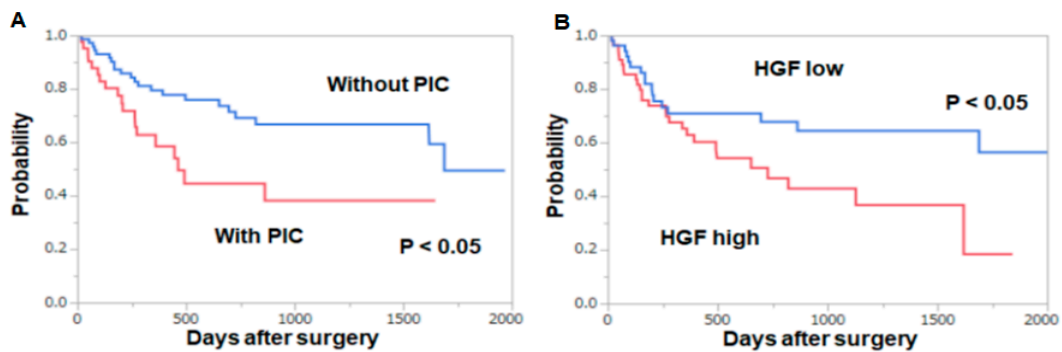 A
Probability
1.0
0.8
0.6
0.4
0.2
0.0
Without PIC
With PIC
P < 0.05
0
500
1000
1500
2000
Days after surgery
B
Probability
1.0
0.8
0.6
0.4
0.2
0.0
HGF low
P < 0.05
HGF high
0
500
1000
1500
2000
Days after surgery